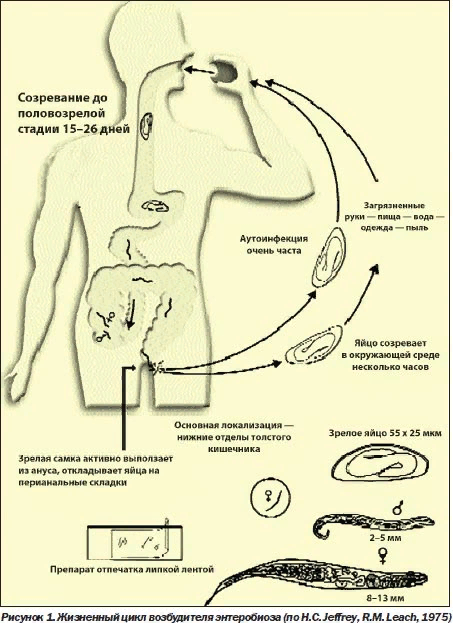 Созревание до
половозрелой
стадии 15–26 дней
Загрязненные
руки — пища — вода —
одежда — пыль
Аутоинфекция
очень часта
Яйцо созревает
в окружающей среде
несколько часов
Основная локализация —
нижние отделы толстого
кишечника
Зрелая самка активно выползает
из ануса, откладывает яйца на
перианальные складки
Зрелое яйцо 55 х 25 мкм
♀
♂
2–5 мм
♀
8–13 мм
Препарат отпечатка липкой лентой
Рисунок 1. Жизненный цикл возбудителя энтеробиоза (по H.C. Jeffrey, R.M. Leach, 1975)